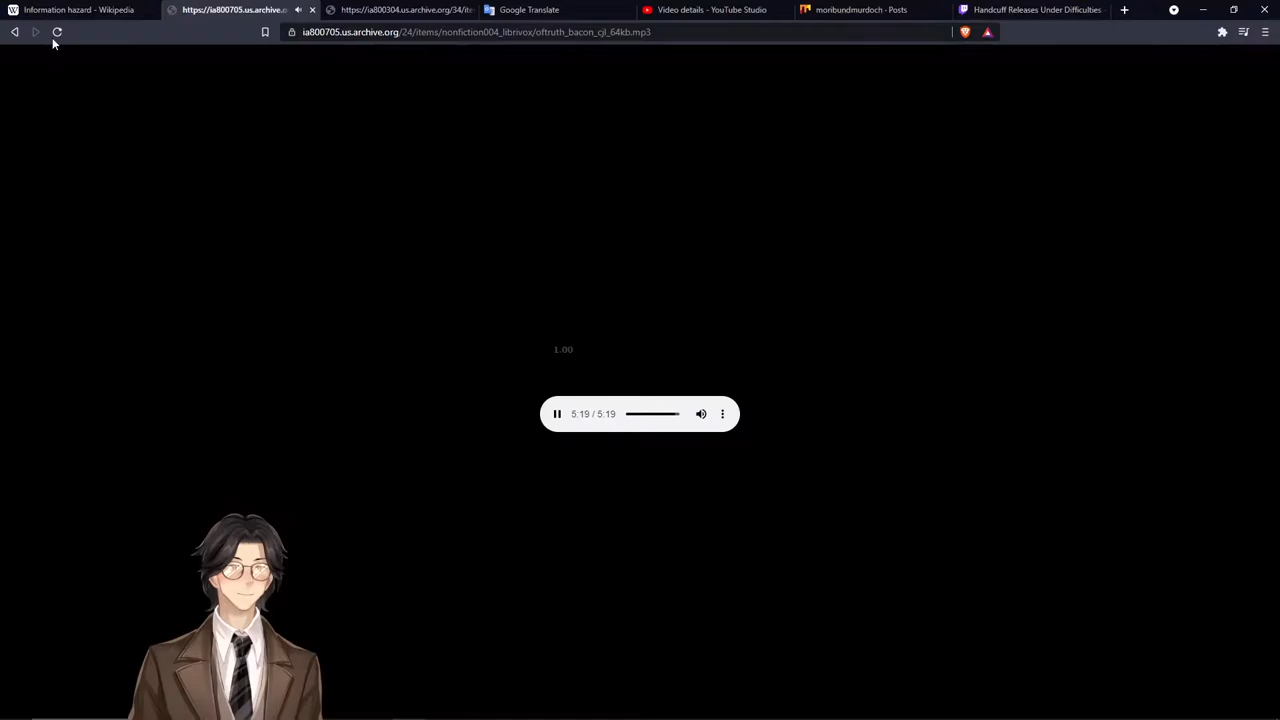 Information hazard - Wikipedia
https://ia800705.us.archive.o
https://ia800304.us.archive.org/34/ite
Google Translate
Video details - YouTube Studio
moribundmurdoch - Posts
Handcuff Releases Under Difficulties
ia800705.us.archive.org/24/items/nonfiction004_librivox/oftruth_bacon_cjl_64kb.mp3
1.00
5:19 / 5:19